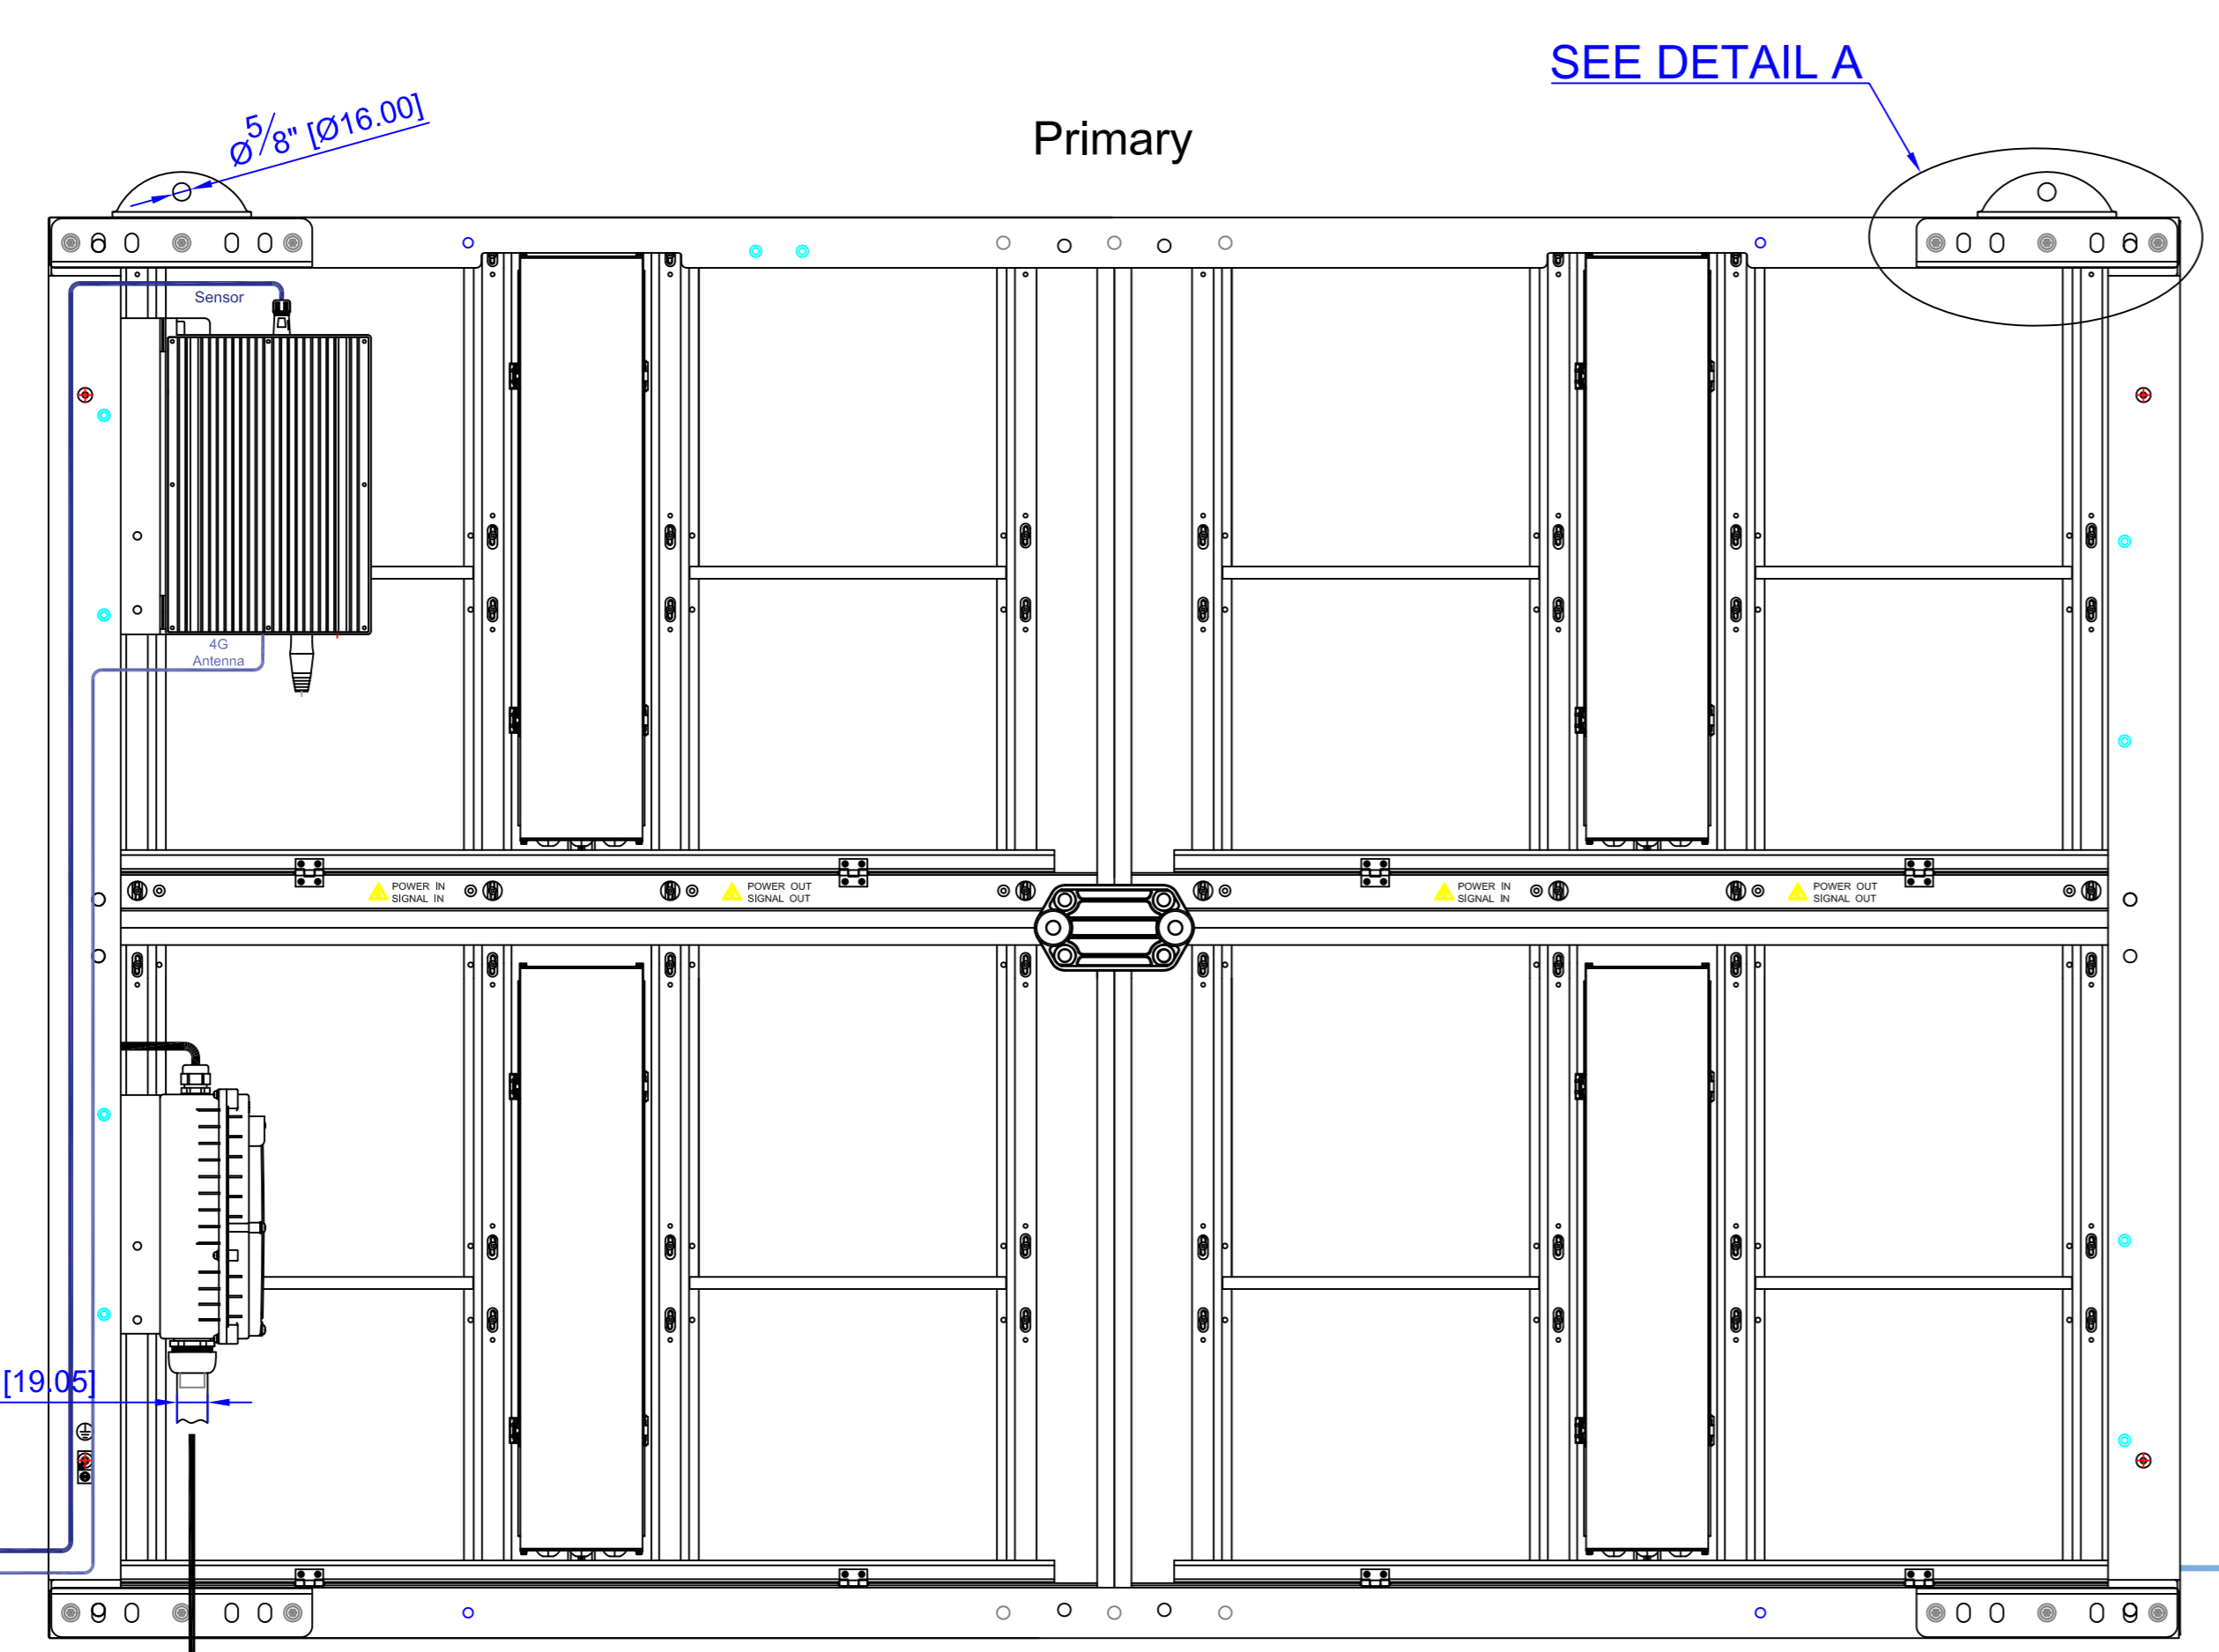 SEE DETAIL A
Ø5/8" [Ø16.00]
Primary
Sensor
4G
Antenna
POWER IN
SIGNAL IN
POWER OUT
SIGNAL OUT
POWER IN
SIGNAL IN
POWER OUT
SIGNAL OUT
[19.05]